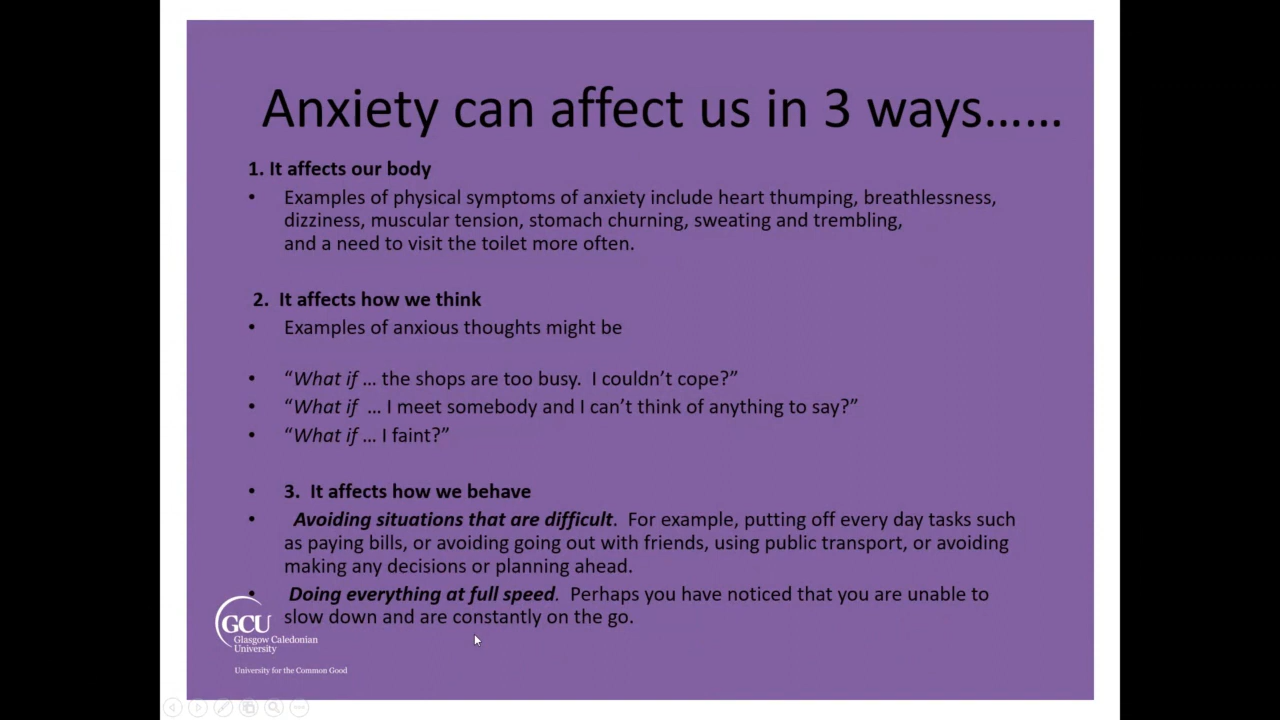 Anxiety can affect us in 3 ways……
1. It affects our body
• Examples of physical symptoms of anxiety include heart thumping, breathlessness,
dizziness, muscular tension, stomach churning, sweating and trembling,
and a need to visit the toilet more often.
2. It affects how we think
• Examples of anxious thoughts might be
• “What if … the shops are too busy. I couldn’t cope?”
• “What if … I meet somebody and I can’t think of anything to say?”
• “What if … I faint?”
• 3. It affects how we behave
• Avoiding situations that are difficult. For example, putting off every day tasks such
as paying bills, or avoiding going out with friends, using public transport, or avoiding
making any decisions or planning ahead.
• Doing everything at full speed. Perhaps you have noticed that you are unable to
slow down and are constantly on the go.
GCU
Glasgow Caledonian
University
University for the Common Good